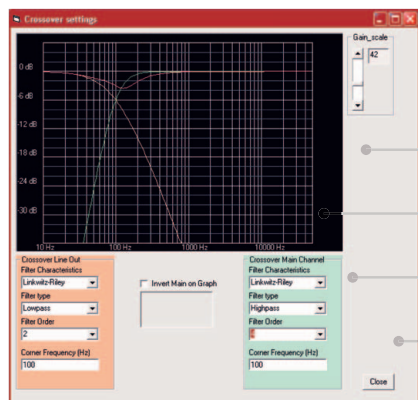 Crossover settings
Gain_scale
42
0 dB
-6 dB
-12 dB
-18 dB
-24 dB
-30 dB
10 Hz
100 Hz
1000 Hz
10000 Hz
Crossover Line Out
Filter Characteristics
Linkwitz-Riley
Filter type
Lowpass
Filter Order
2
Corner Frequency (Hz)
100
Invert Main on Graph
Crossover Main Channel
Filter Characteristics
Linkwitz-Riley
Filter type
Highpass
Filter Order
4
Corner Frequency (Hz)
100
Close